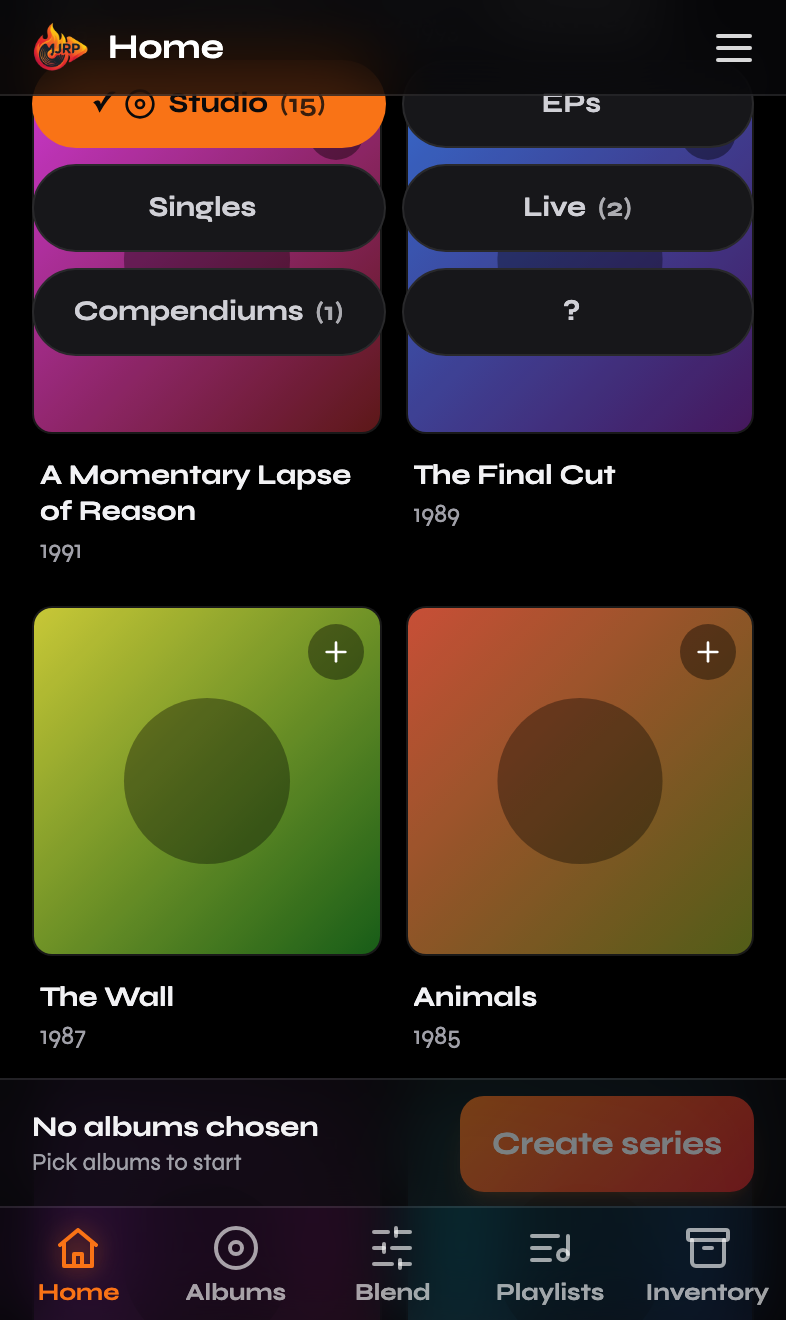 JRP
Home
✓ Studio (15)
EPs
Singles
Live (2)
Compendiums (1)
?
A Momentary Lapse
of Reason
1991
The Final Cut
1989
The Wall
1987
Animals
1985
No albums chosen
Pick albums to start
Create series
Home
Albums
Blend
Playlists
Inventory